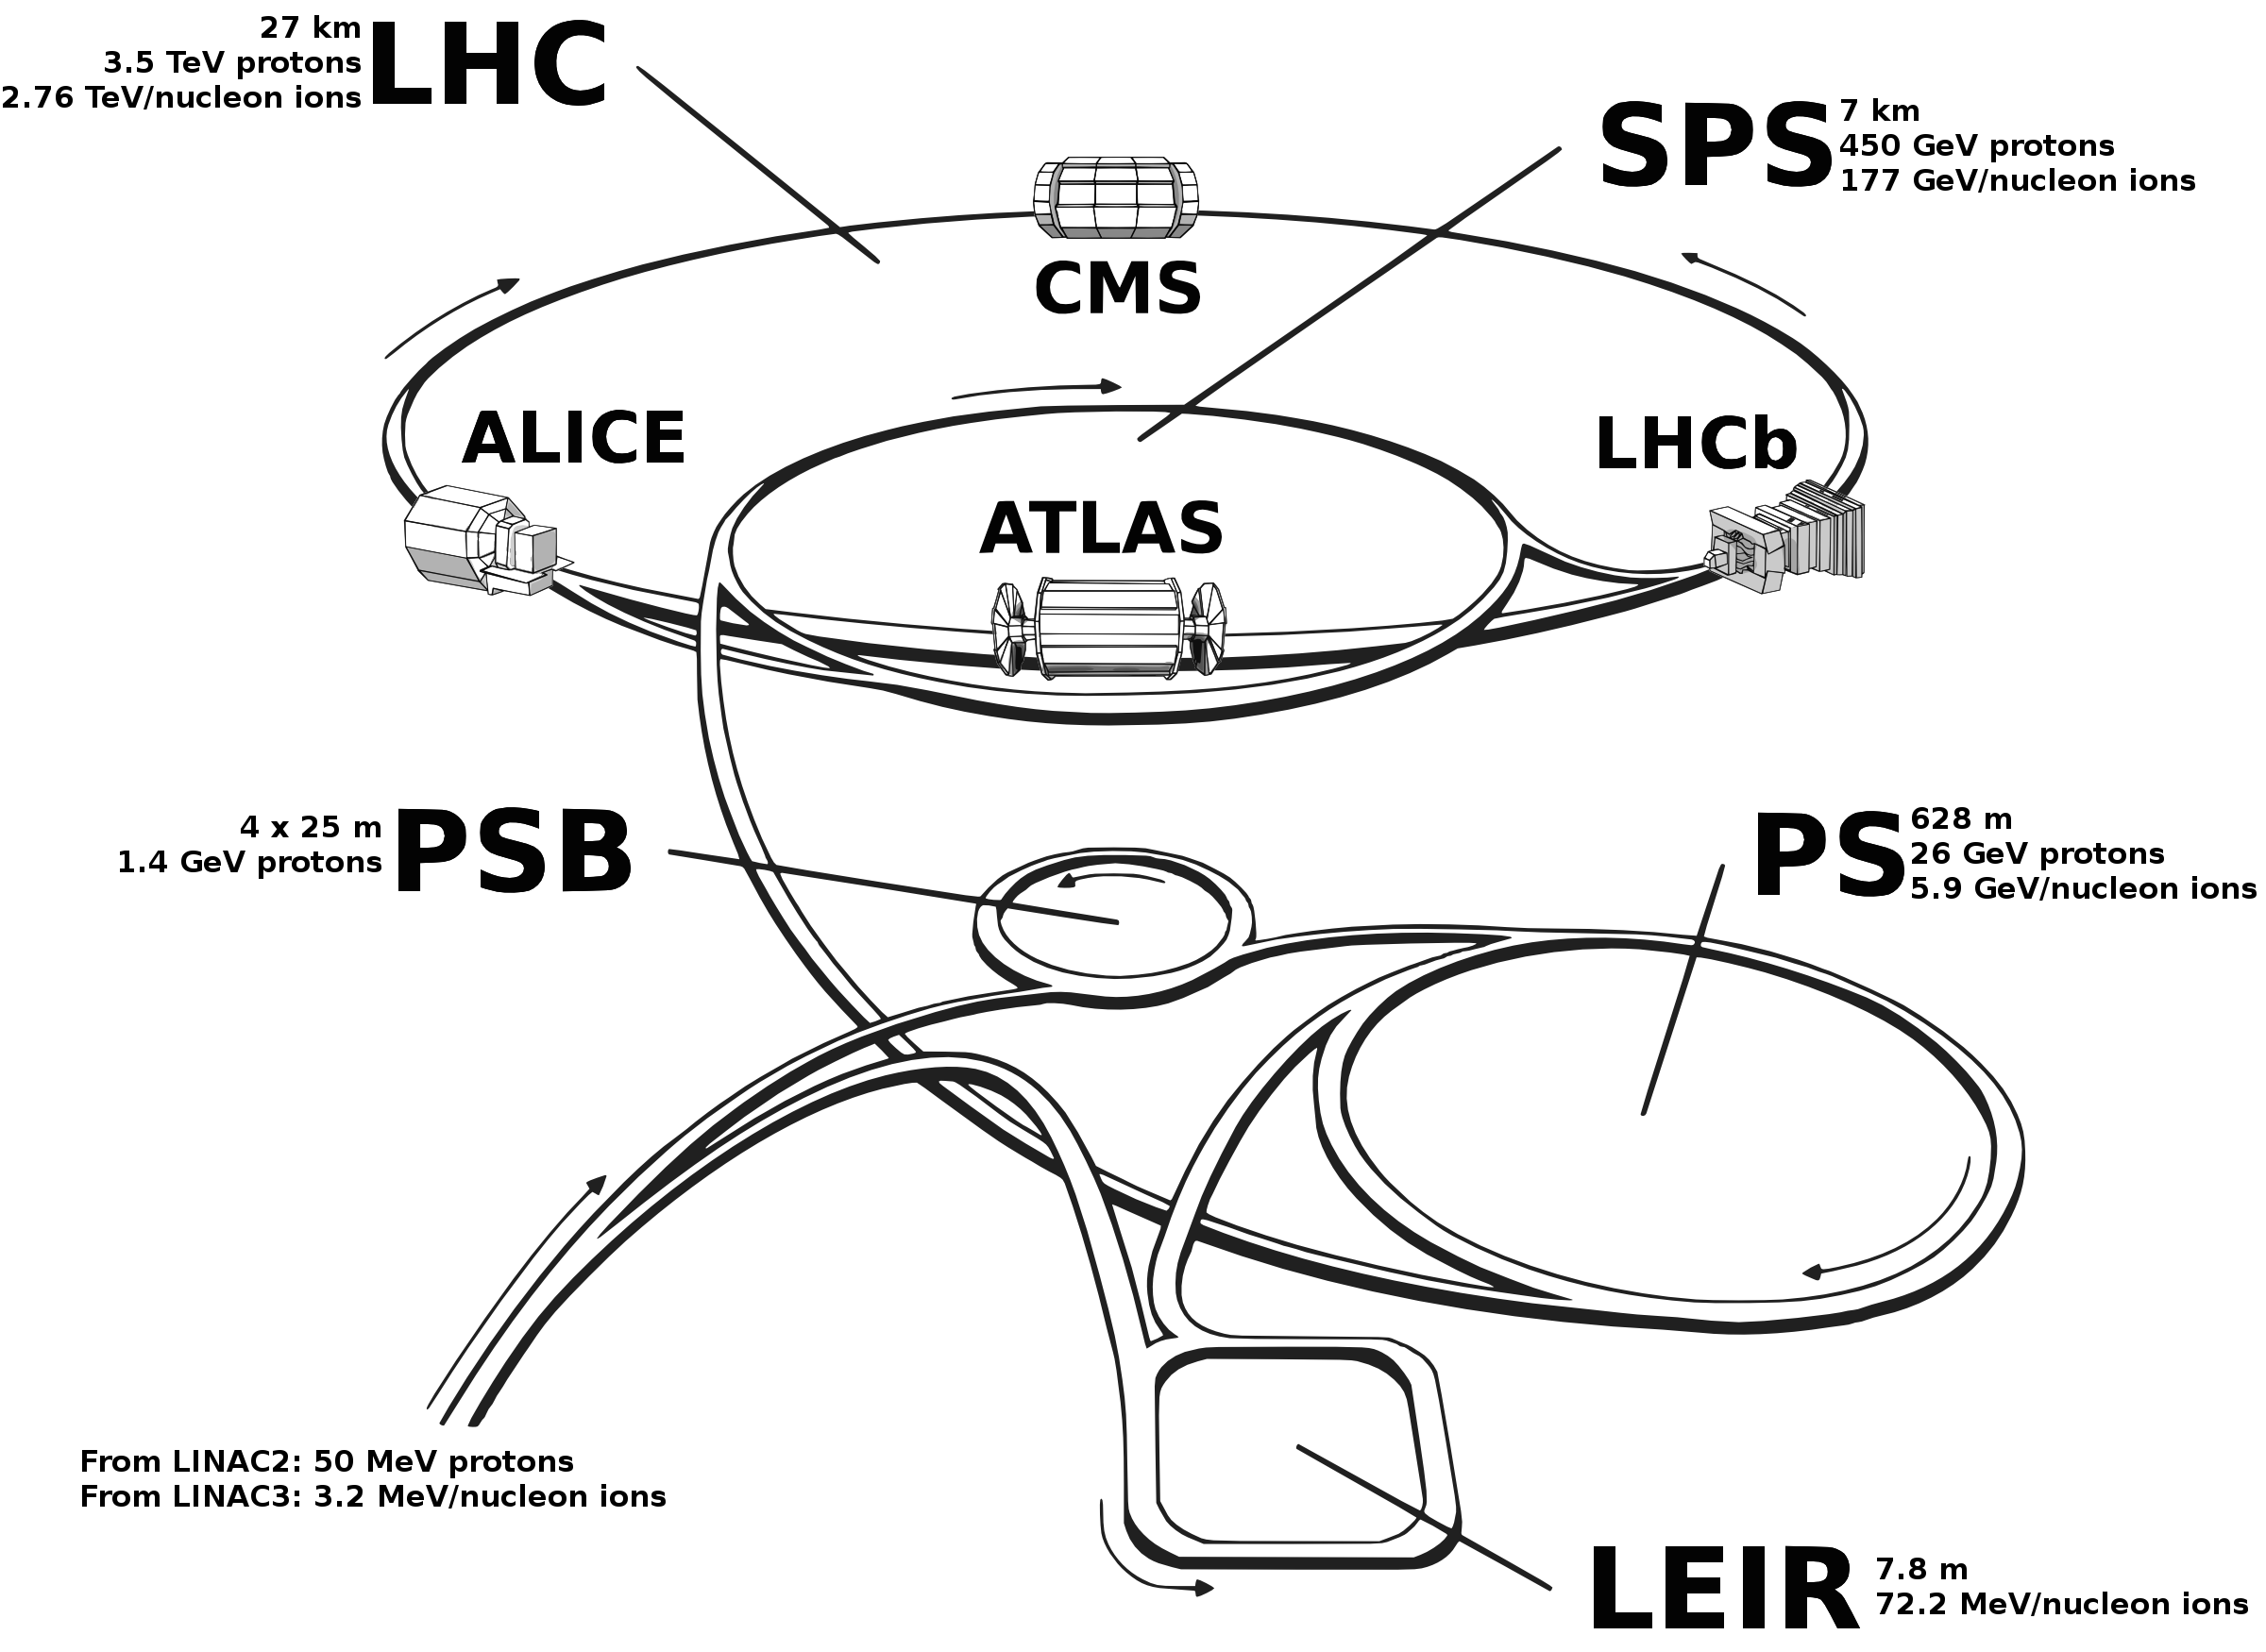 27 km
3.5 TeV protons
2.76 TeV/nucleon ions
LHC
SPS
7 km
450 GeV protons
177 GeV/nucleon ions
CMS
ALICE
LHCb
ATLAS
4 x 25 m
1.4 GeV protons
PSB
PS
628 m
26 GeV protons
5.9 GeV/nucleon ions
From LINAC2: 50 MeV protons
From LINAC3: 3.2 MeV/nucleon ions
LEIR
7.8 m
72.2 MeV/nucleon ions